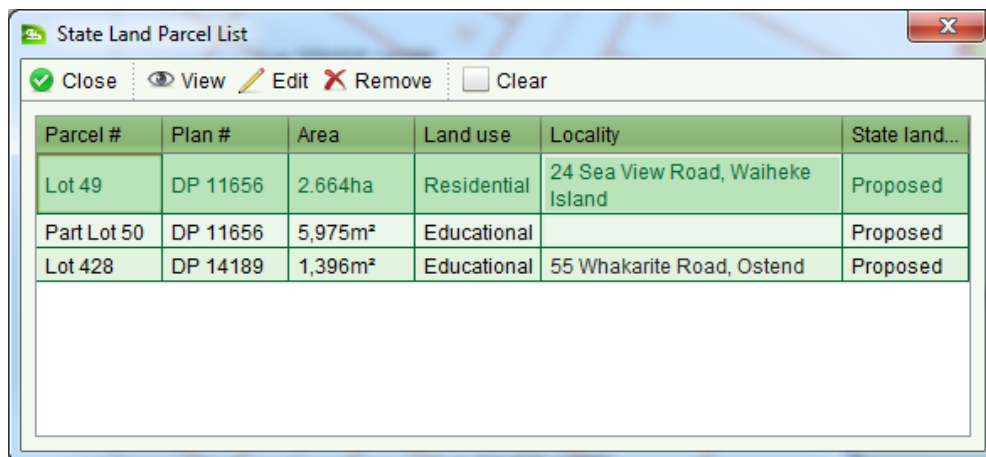 State Land Parcel List
Close View Edit Remove Clear
Parcel # Plan # Area Land use Locality State land...
Lot 49 DP 11656 2.664ha Residential 24 Sea View Road, Waiheke
Island Proposed
Part Lot 50 DP 11656 5,975m² Educational Proposed
Lot 428 DP 14189 1,396m² Educational 55 Whakarite Road, Ostend Proposed